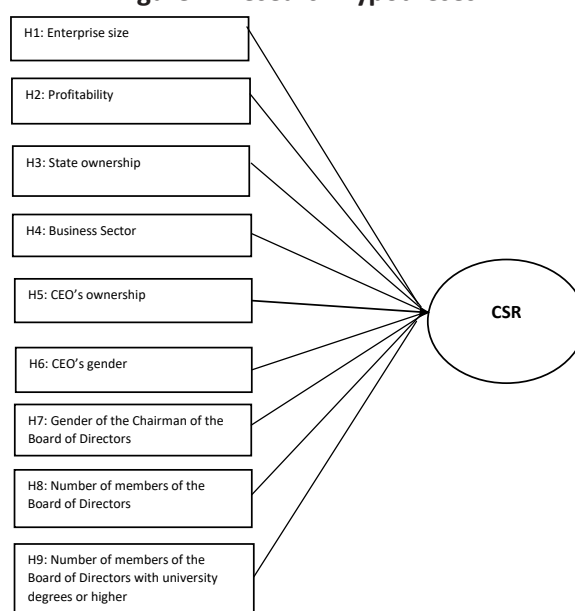 H1: Enterprise size
H2: Profitability
H3: State ownership
H4: Business Sector
H5: CEO's ownership
CSR
H6: CEO's gender
H7: Gender of the Chairman of the
Board of Directors
H8: Number of members of the
Board of Directors
H9: Number of members of the
Board of Directors with university
degrees or higher